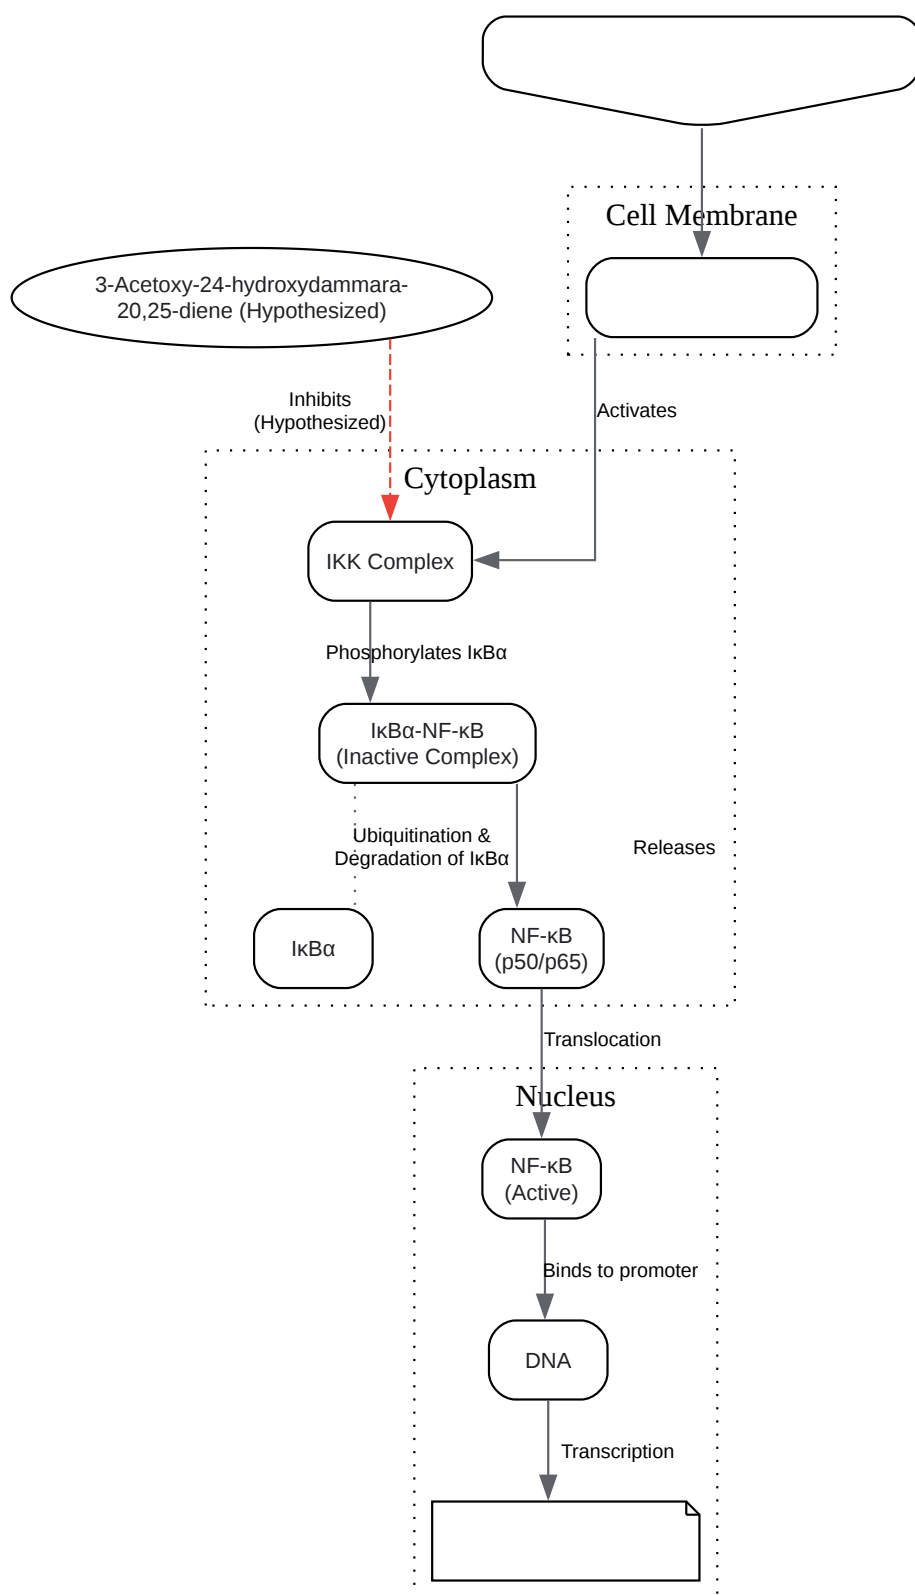 Cell Membrane
3-Acetoxy-24-hydroxydammara-
20,25-diene (Hypothesized)
Inhibits
(Hypothesized)
Activates
Cytoplasm
IKK Complex
Phosphorylates IκBα
IκBα-NF-κB
(Inactive Complex)
Ubiquitination &
Degradation of IκBα
Releases
IκBα
NF-κB
(p50/p65)
Translocation
Nucleus
NF-κB
(Active)
Binds to promoter
DNA
Transcription